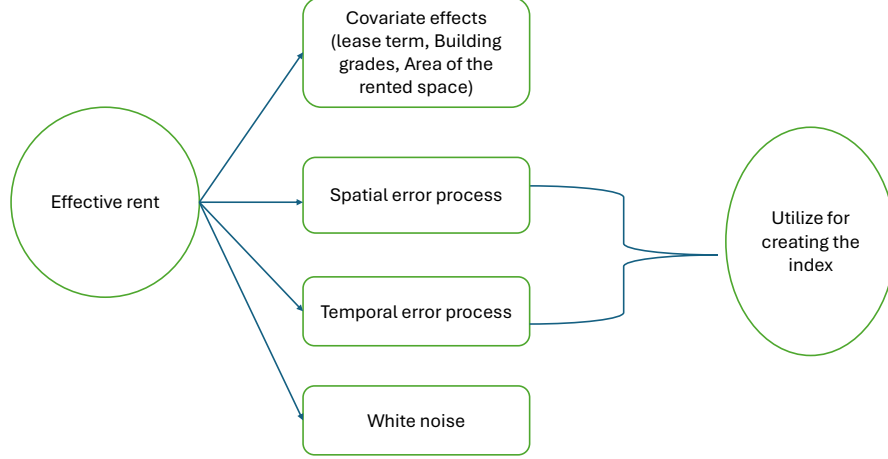 Covariate effects
(lease term, Building
grades, Area of the
rented space)
Effective rent
Spatial error process
Utilize for
creating the
index
Temporal error process
White noise